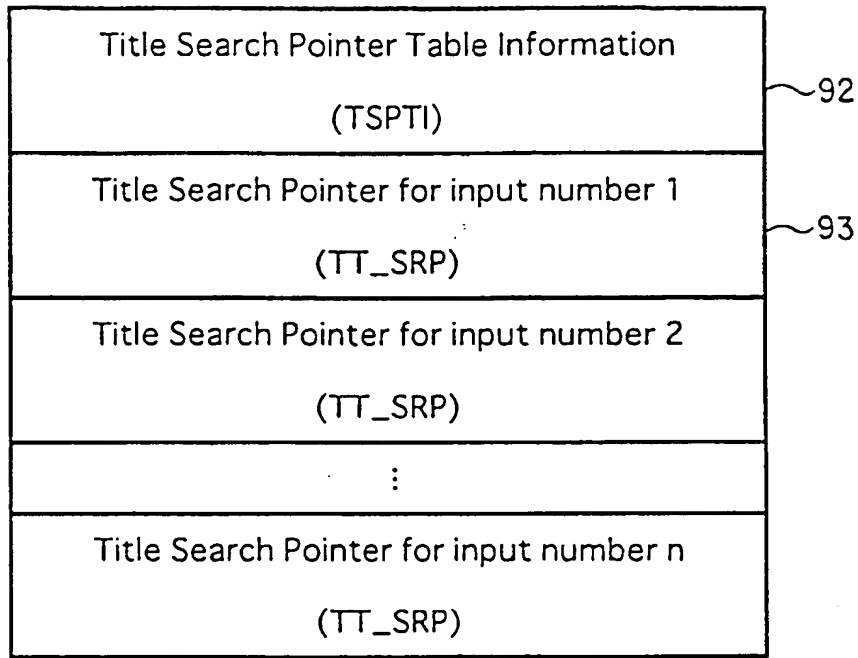 Title Search Pointer Table Information
(TSPTI)
92
Title Search Pointer for input number 1
(TT_SRP)
93
Title Search Pointer for input number 2
(TT_SRP)
⋮
Title Search Pointer for input number n
(TT_SRP)